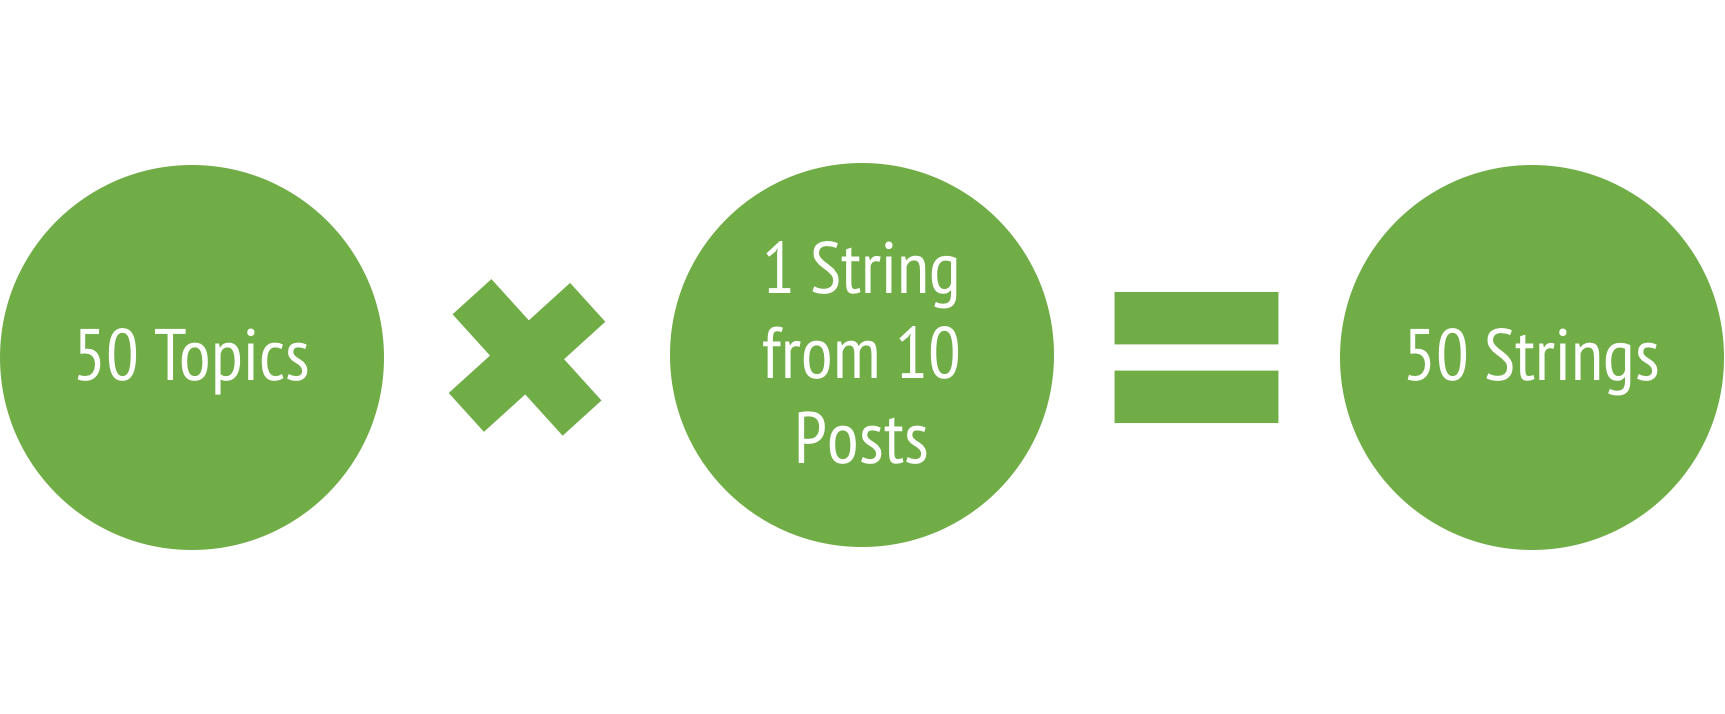 50 Topics
1 String
from 10
Posts
50 Strings